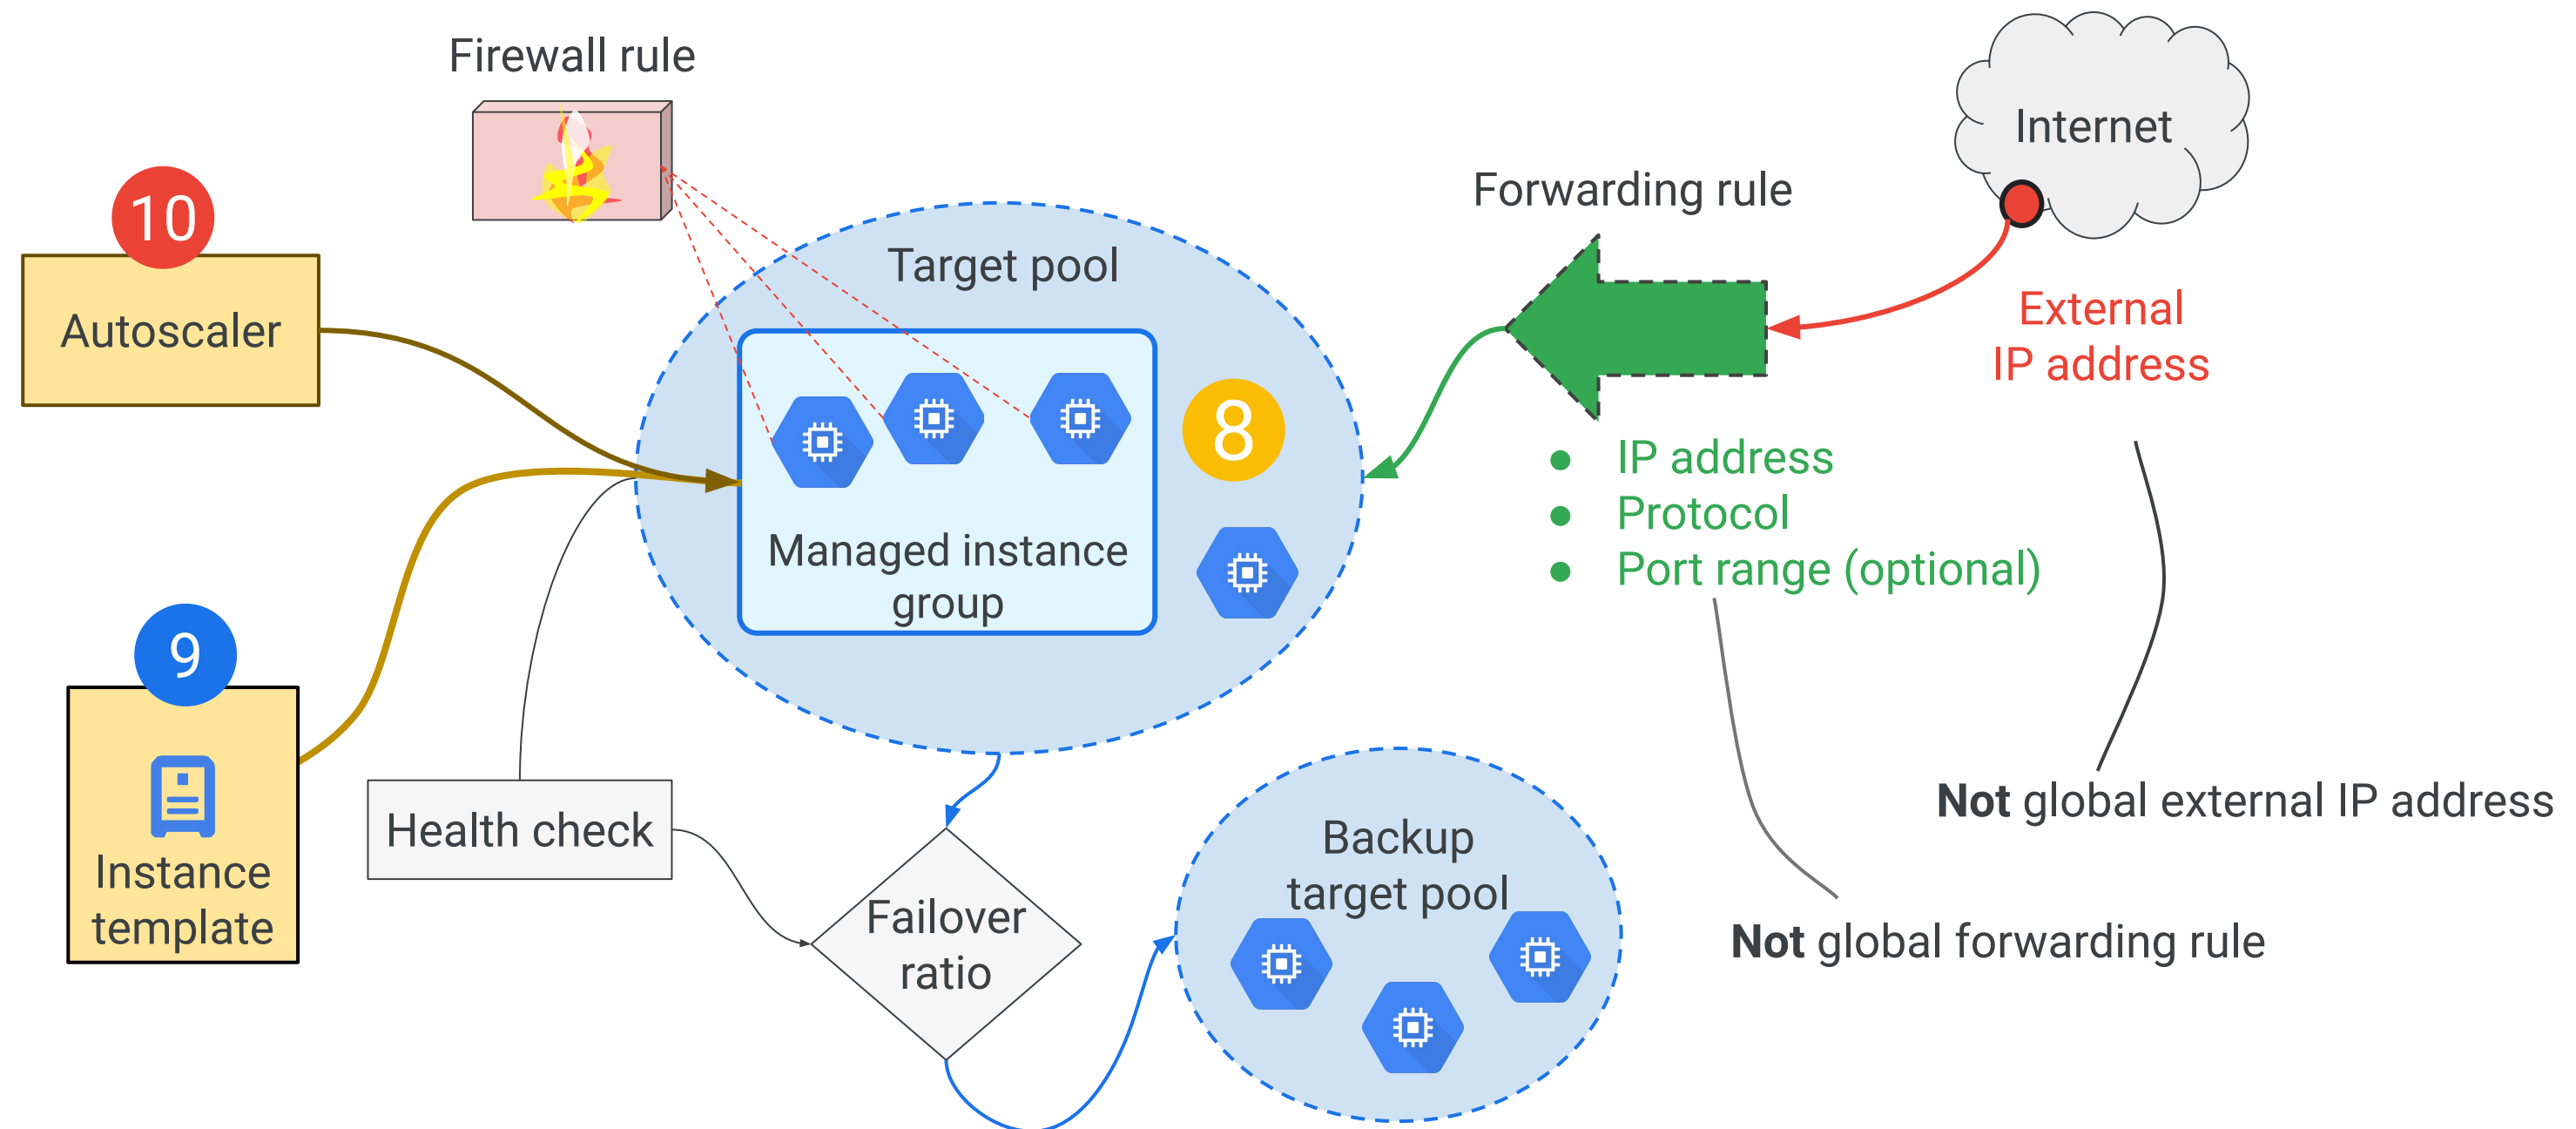 Firewall rule
Internet
10
Forwarding rule
Target pool
Autoscaler
External
IP address
8
● IP address
● Protocol
● Port range (optional)
Managed instance
group
9
Not global external IP address
Health check
Backup
target pool
Instance
template
Failover
ratio
Not global forwarding rule